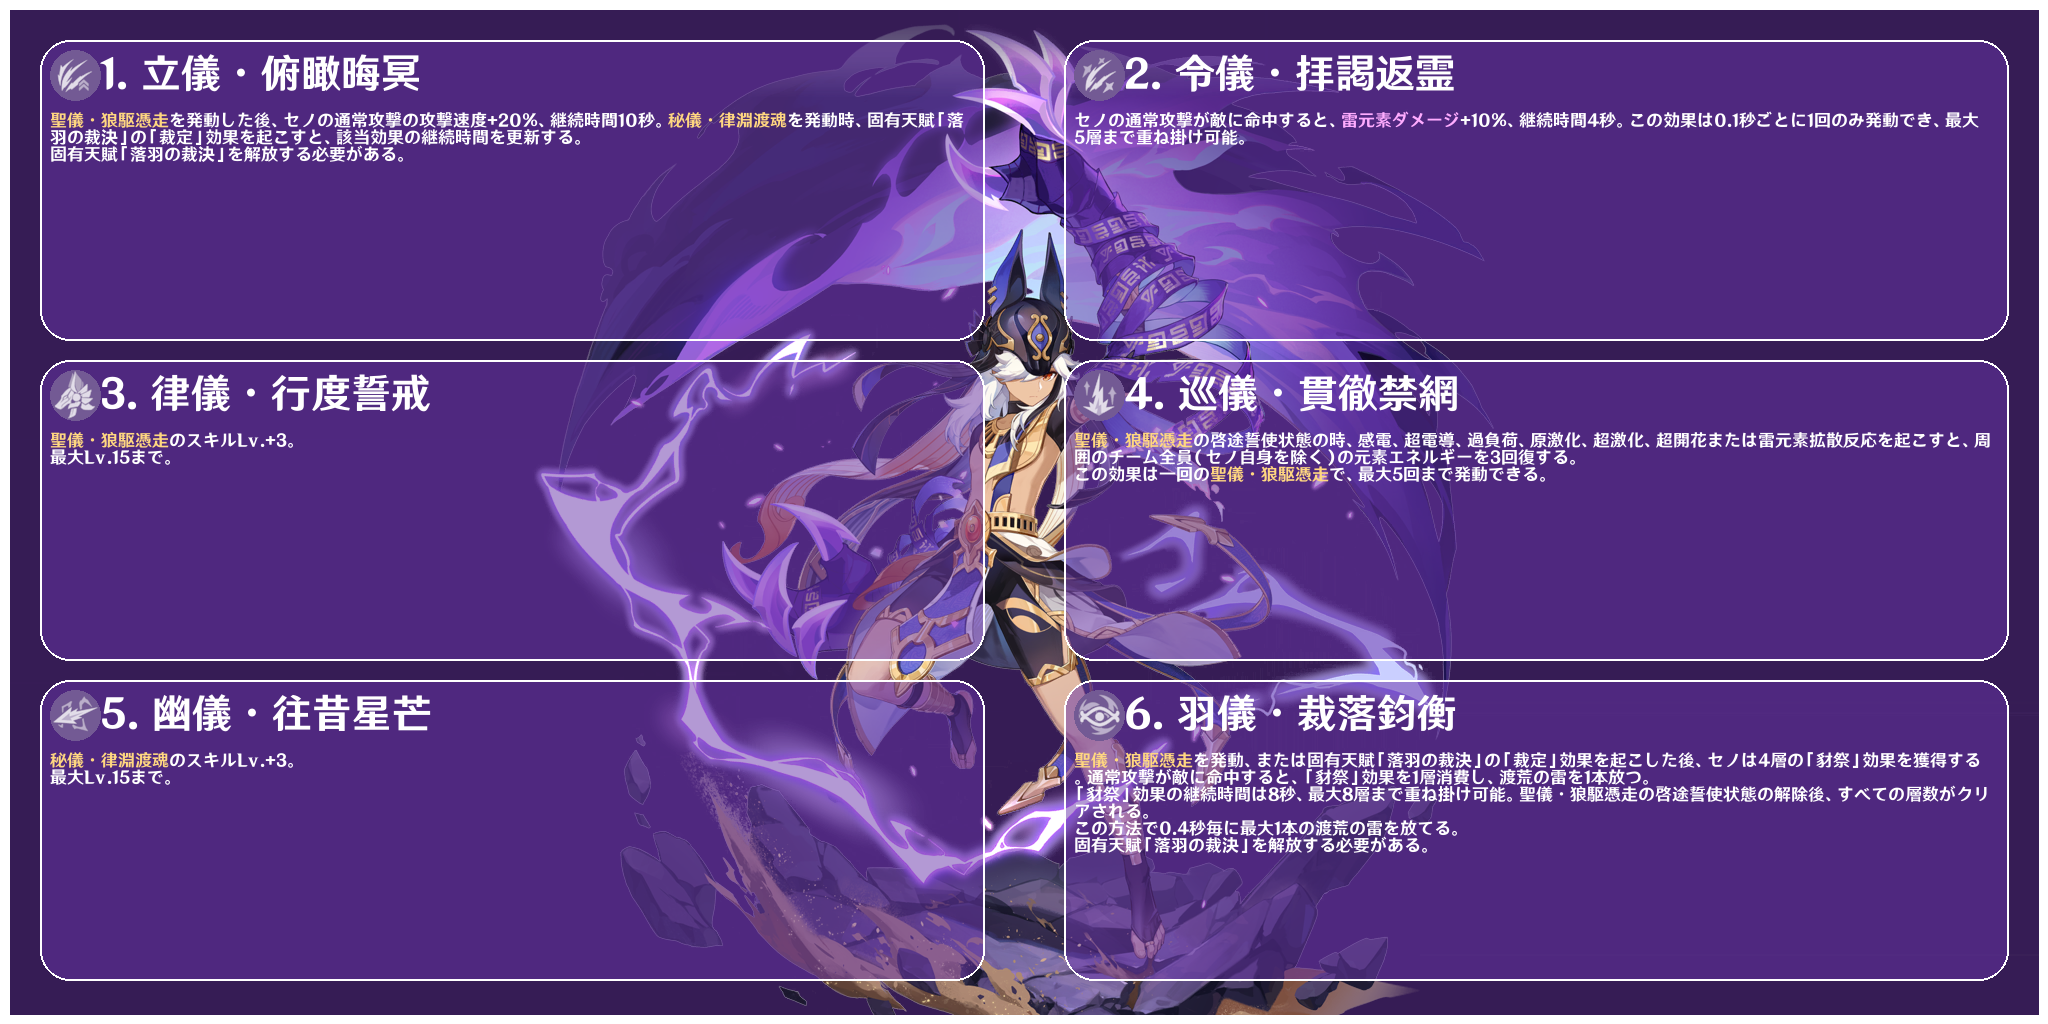 1. 立儀・俯瞰晦冥
聖儀・狼駆憑走を発動した後、セノの通常攻撃の攻撃速度+20%、継続時間10秒。秘儀・律淵渡魂を発動時、固有天賦「落
羽の裁決」の「裁定」効果を起こすと、該当効果の継続時間を更新する。
固有天賦「落羽の裁決」を解放する必要がある。
2. 令儀・拝謁返霊
セノの通常攻撃が敵に命中すると、雷元素ダメージ+10%、継続時間4秒。この効果は0.1秒ごとに1回のみ発動でき、最大
5層まで重ね掛け可能。
3. 律儀・行度誓戒
聖儀・狼駆憑走のスキルLv.+3。
最大Lv.15まで。
4. 巡儀・貫徹禁網
聖儀・狼駆憑走の啓途誓使状態の時、感電、超電導、過負荷、原激化、超激化、超開花または雷元素拡散反応を起こすと、周
囲のチーム全員(セノ自身を除く)の元素エネルギーを3回復する。
この効果は一回の聖儀・狼駆憑走で、最大5回まで発動できる。
5. 幽儀・往昔星芒
秘儀・律淵渡魂のスキルLv.+3。
最大Lv.15まで。
6. 羽儀・裁落鈞衡
聖儀・狼駆憑走を発動、または固有天賦「落羽の裁決」の「裁定」効果を起こした後、セノは4層の「豺祭」効果を獲得する
。通常攻撃が敵に命中すると、「豺祭」効果を1層消費し、渡荒の雷を1本放つ。
「豺祭」効果の継続時間は8秒、最大8層まで重ね掛け可能。聖儀・狼駆憑走の啓途誓使状態の解除後、すべての層数がクリ
アされる。
この方法で0.4秒毎に最大1本の渡荒の雷を放てる。
固有天賦「落羽の裁決」を解放する必要がある。